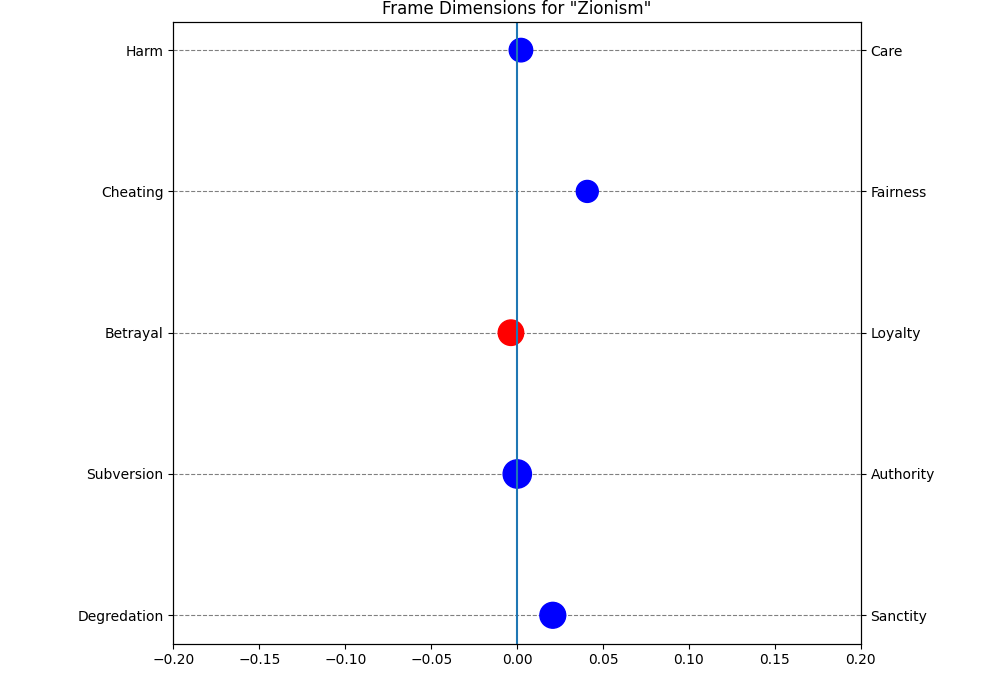 Frame Dimensions for "Zionism"
Harm Care
Cheating Fairness
Betrayal Loyalty
Subversion Authority
Degredation Sanctity
−0.20 −0.15 −0.10 −0.05 0.00 0.05 0.10 0.15 0.20